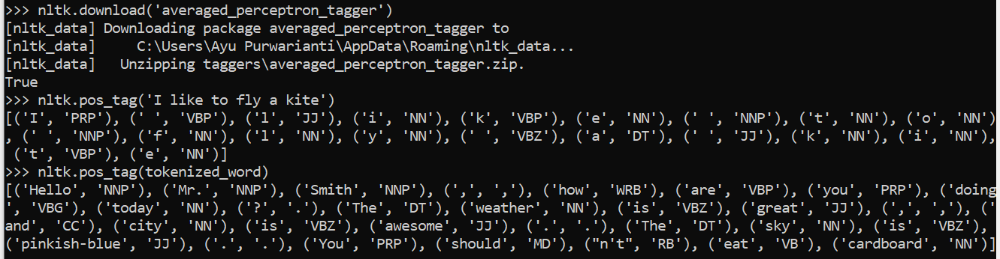 >>> nltk.download('averaged_perceptron_tagger')
[nltk_data] Downloading package averaged_perceptron_tagger to
[nltk_data]     C:\Users\Ayu Purwarianti\AppData\Roaming\nltk_data...
[nltk_data]   Unzipping taggers\averaged_perceptron_tagger.zip.
True
>>> nltk.pos_tag('I like to fly a kite')
[('I', 'PRP'), (' ', 'VBP'), ('l', 'JJ'), ('i', 'NN'), ('k', 'VBP'), ('e', 'NN'), (' ', 'NNP'), ('t', 'NN'), ('o', 'NN')
, (' ', 'NNP'), ('f', 'NN'), ('l', 'NN'), ('y', 'NN'), (' ', 'VBZ'), ('a', 'DT'), (' ', 'JJ'), ('k', 'NN'), ('i', 'NN'),
 ('t', 'VBP'), ('e', 'NN')]
>>> nltk.pos_tag(tokenized_word)
[('Hello', 'NNP'), ('Mr.', 'NNP'), ('Smith', 'NNP'), (',', ','), ('how', 'WRB'), ('are', 'VBP'), ('you', 'PRP'), ('doing
', 'VBG'), ('today', 'NN'), ('?', '.'), ('The', 'DT'), ('weather', 'NN'), ('is', 'VBZ'), ('great', 'JJ'), (',', ','), ('
and', 'CC'), ('city', 'NN'), ('is', 'VBZ'), ('awesome', 'JJ'), ('.', '.'), ('The', 'DT'), ('sky', 'NN'), ('is', 'VBZ'),
('pinkish-blue', 'JJ'), ('.', '.'), ('You', 'PRP'), ('should', 'MD'), ("n't", 'RB'), ('eat', 'VB'), ('cardboard', 'NN')]